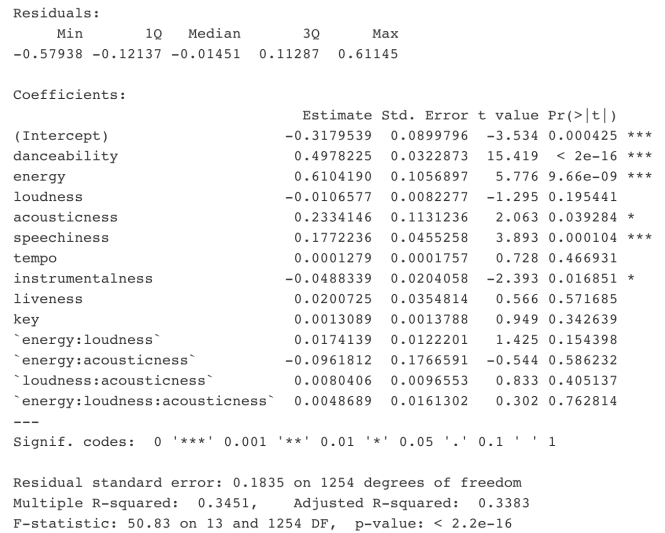 Residuals:
     Min       1Q   Median       3Q      Max
-0.57938 -0.12137 -0.01451  0.11287  0.61145

Coefficients:
                               Estimate Std. Error t value Pr(>|t|)
(Intercept)                  -0.3179539  0.0899796  -3.534 0.000425 ***
danceability                  0.4978225  0.0322873  15.419  < 2e-16 ***
energy                        0.6104190  0.1056897   5.776 9.66e-09 ***
loudness                     -0.0106577  0.0082277  -1.295 0.195441
acousticness                  0.2334146  0.1131236   2.063 0.039284 *
speechiness                   0.1772236  0.0455258   3.893 0.000104 ***
tempo                         0.0001279  0.0001757   0.728 0.466931
instrumentalness             -0.0488339  0.0204058  -2.393 0.016851 *
liveness                      0.0200725  0.0354814   0.566 0.571685
key                           0.0013089  0.0013788   0.949 0.342639
`energy:loudness`             0.0174139  0.0122201   1.425 0.154398
`energy:acousticness`        -0.0961812  0.1766591  -0.544 0.586232
`loudness:acousticness`       0.0080406  0.0096553   0.833 0.405137
`energy:loudness:acousticness`  0.0048689  0.0161302   0.302 0.762814
---
Signif. codes:  0 '***' 0.001 '**' 0.01 '*' 0.05 '.' 0.1 ' ' 1

Residual standard error: 0.1835 on 1254 degrees of freedom
Multiple R-squared:  0.3451,    Adjusted R-squared:  0.3383
F-statistic: 50.83 on 13 and 1254 DF,  p-value: < 2.2e-16